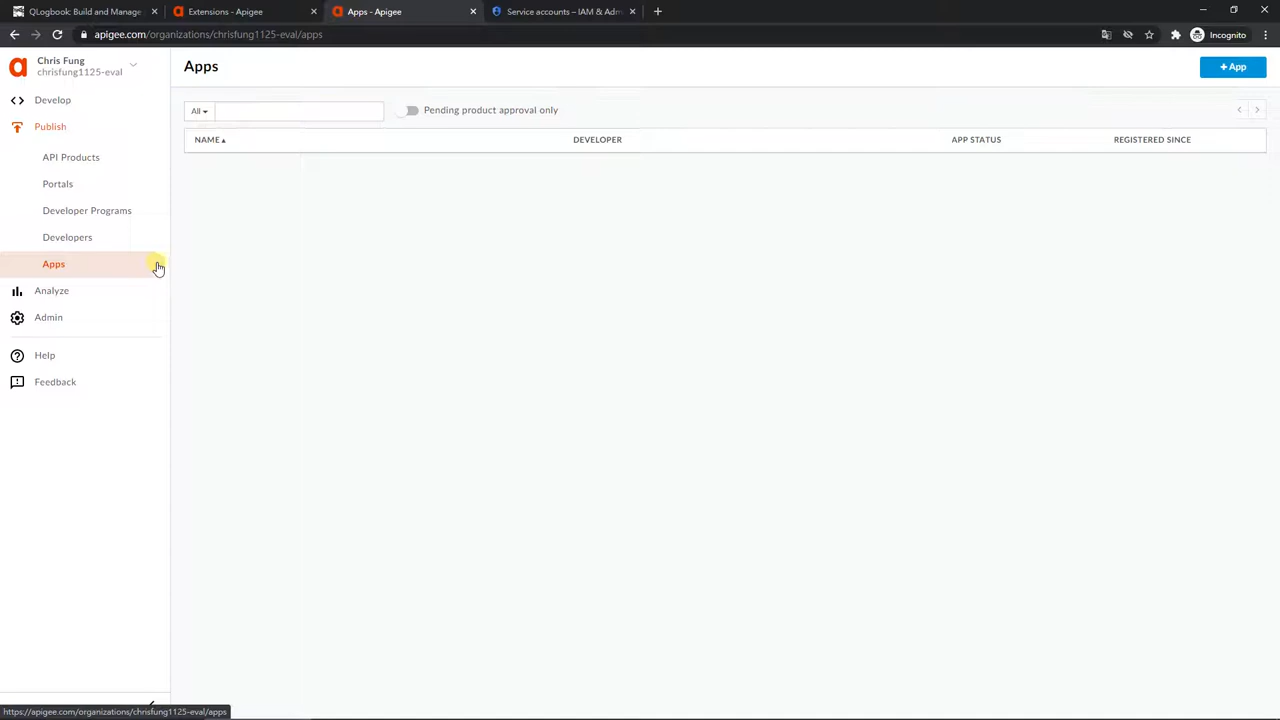 QLogbook Build and Manage
Extensions - Apigee
Apps - Apigee
Service accounts – IAM & Adm
apigee.com/organizations/chrisfung1125-eval/apps
Incognito
Chris Fung
chrisfung1125-eval
Develop
Publish
API Products
Portals
Developer Programs
Developers
Apps
Analyze
Admin
Help
Feedback
Apps
+ App
All
Pending product approval only
NAME
DEVELOPER
APP STATUS
REGISTERED SINCE
https://apigee.com/organizations/chrisfung1125-eval/apps